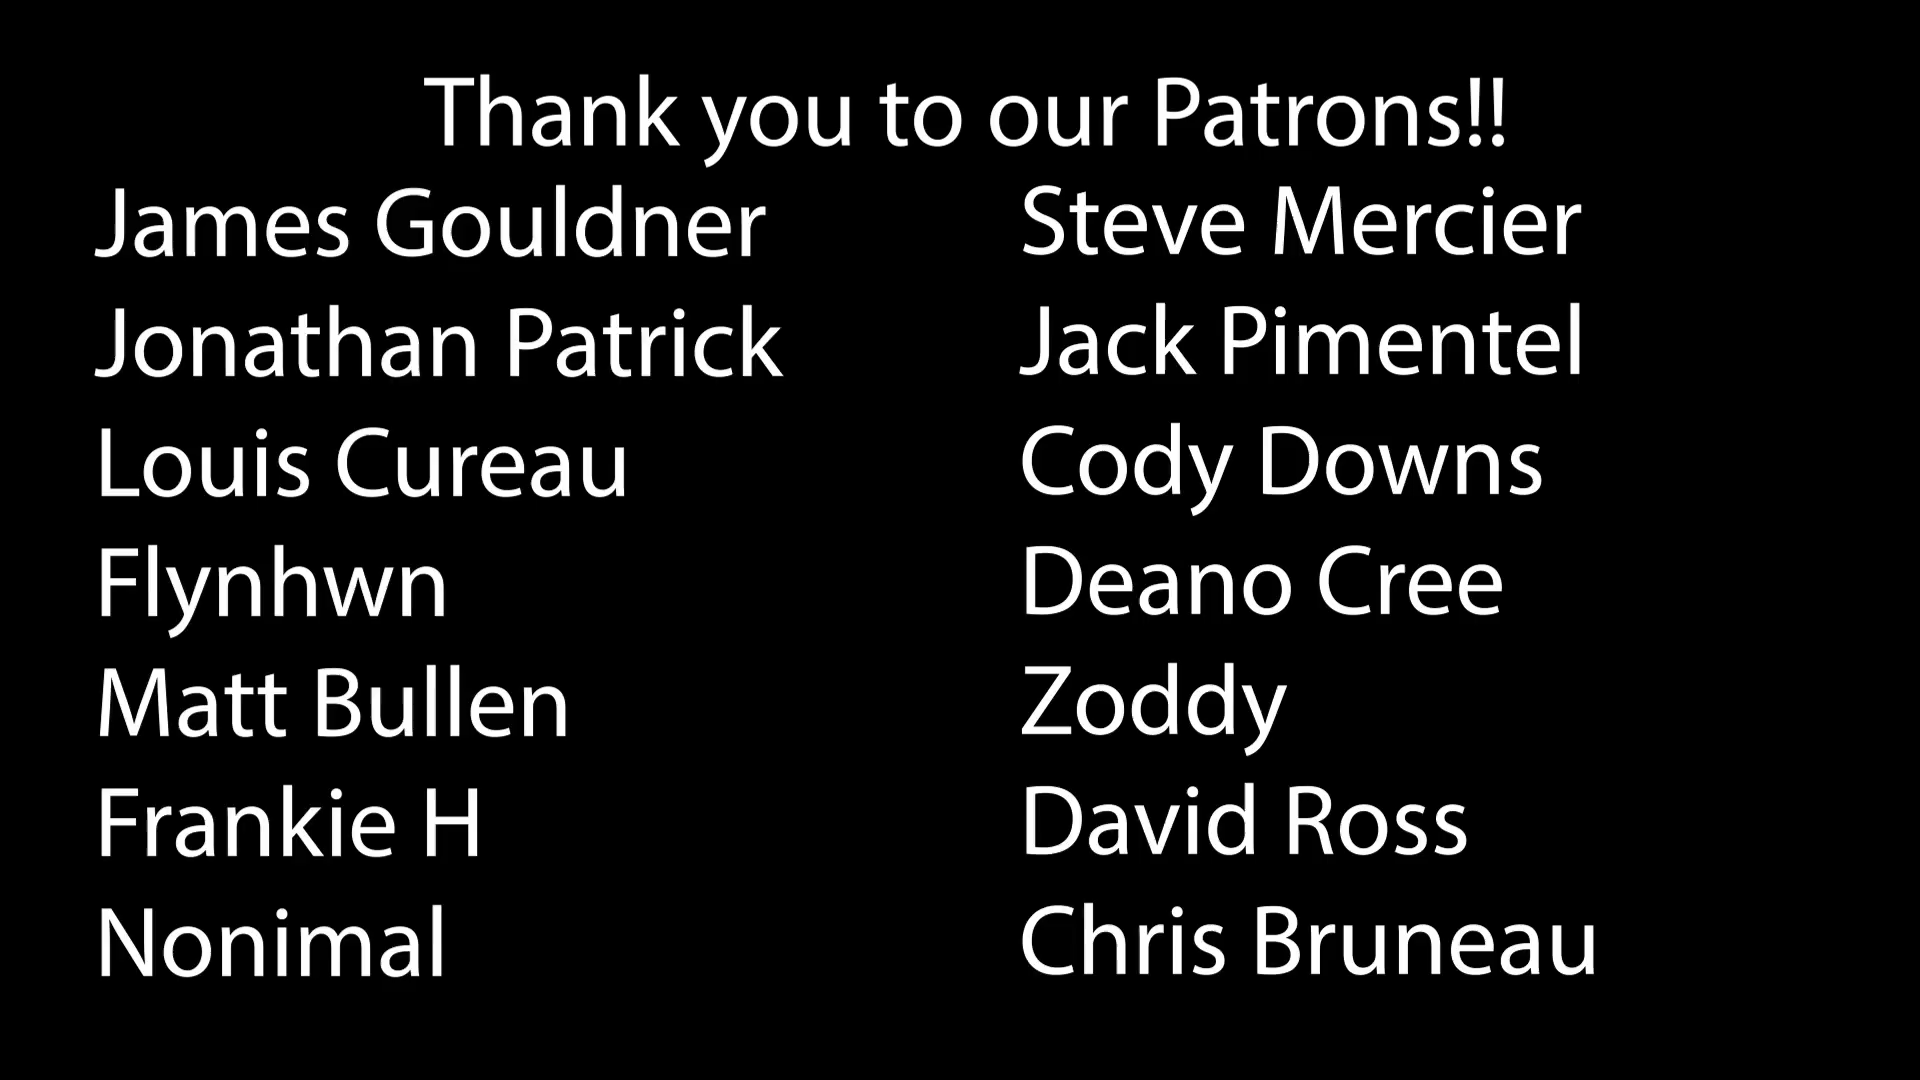 Thank you to our Patrons!!
James Gouldner
Jonathan Patrick
Louis Cureau
Flynhwn
Matt Bullen
Frankie H
Nonimal
Steve Mercier
Jack Pimentel
Cody Downs
Deano Cree
Zoddy
David Ross
Chris Bruneau